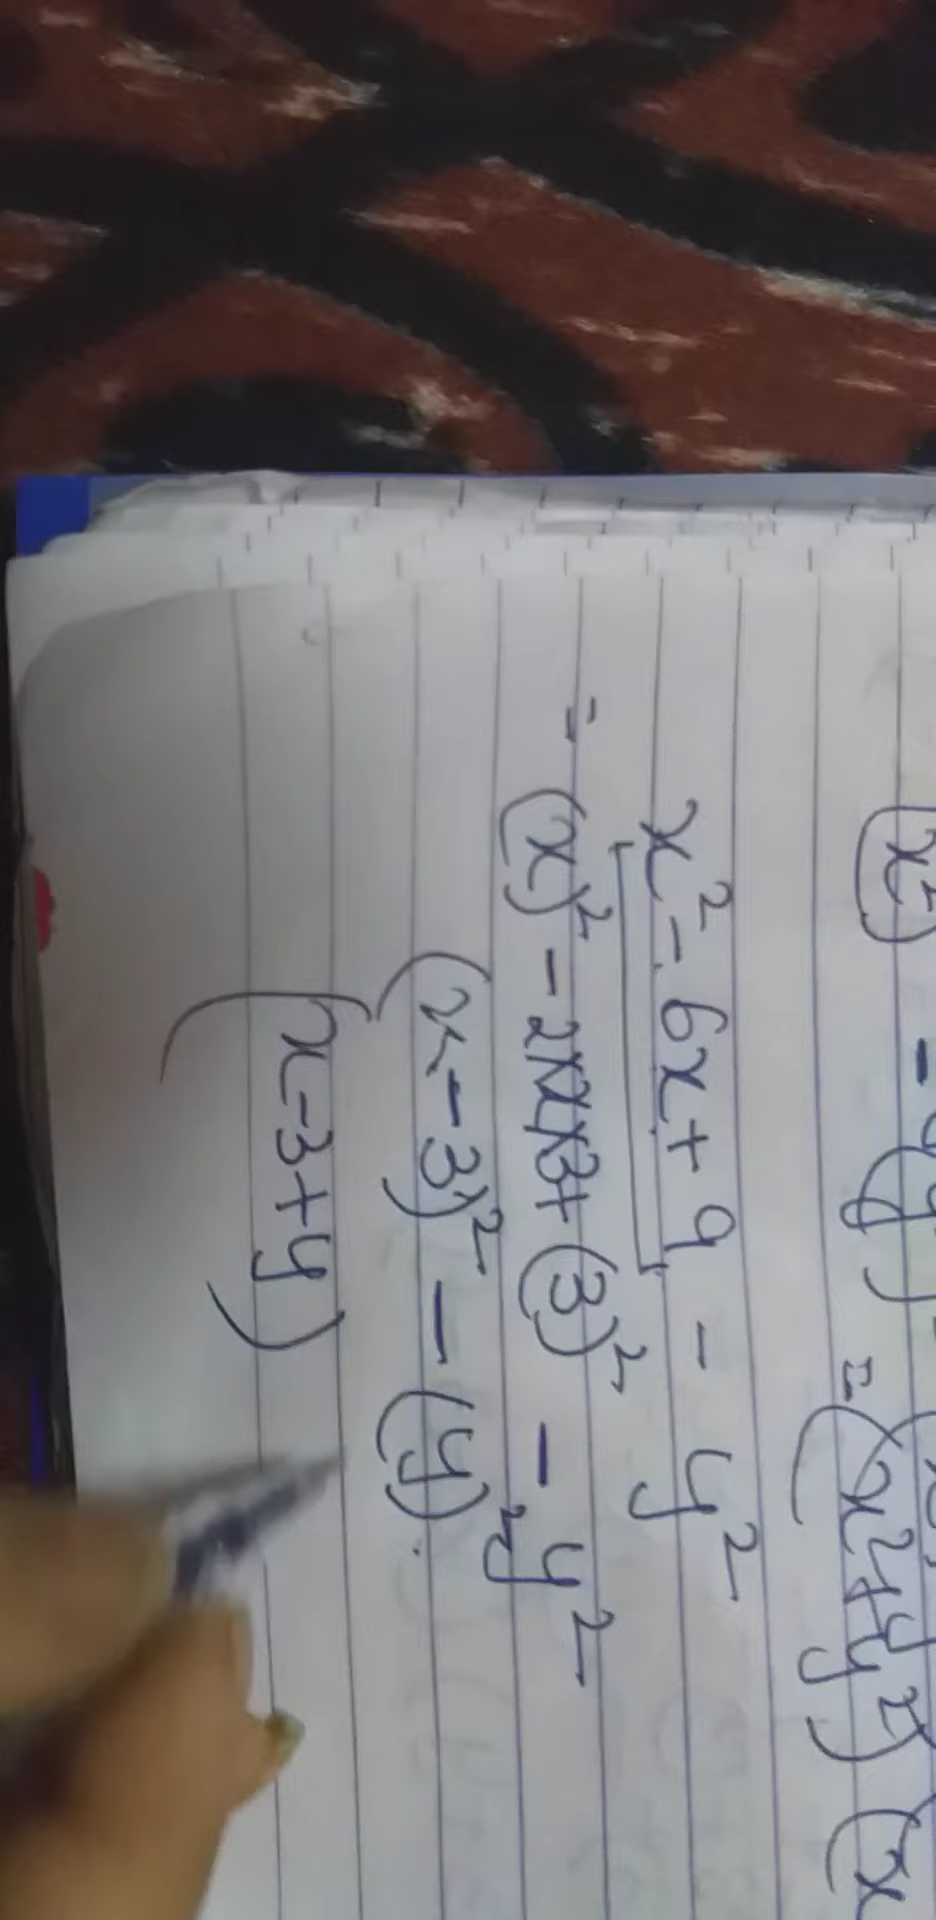 x² - 6x + 9 - y²
= (x)² - 2×x×3 + (3)² - y²
(x - 3)² - (y)²
(x - 3 + y)